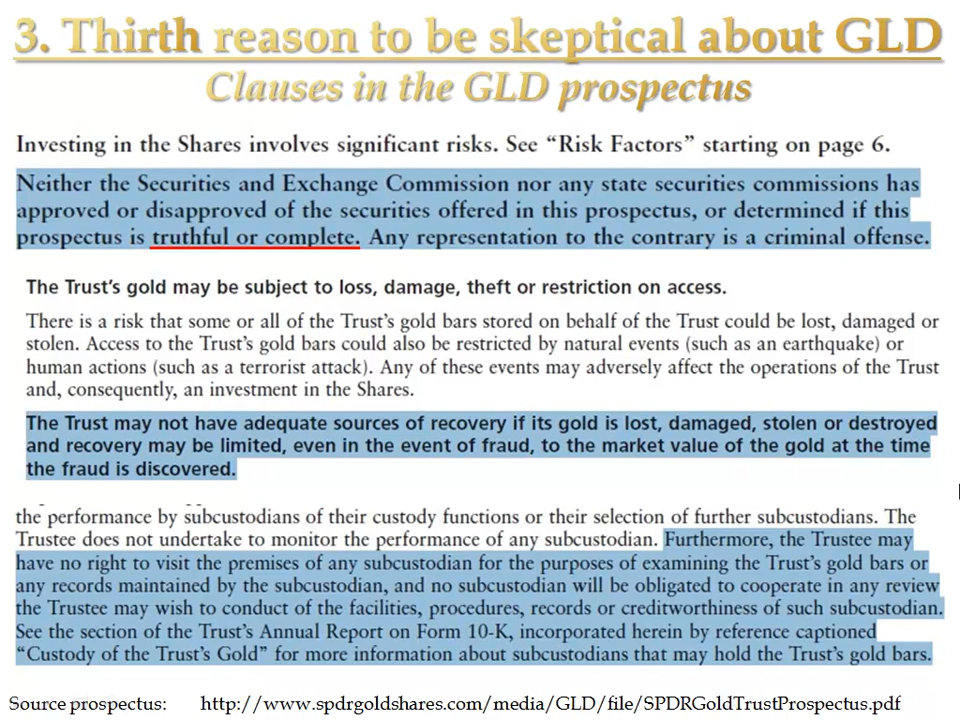 3. Thirth reason to be skeptical about GLD
Clauses in the GLD prospectus
Investing in the Shares involves significant risks. See “Risk Factors” starting on page 6.
Neither the Securities and Exchange Commission nor any state securities commissions has
approved or disapproved of the securities offered in this prospectus, or determined if this
prospectus is truthful or complete. Any representation to the contrary is a criminal offense.
The Trust’s gold may be subject to loss, damage, theft or restriction on access.
There is a risk that some or all of the Trust’s gold bars stored on behalf of the Trust could be lost, damaged or
stolen. Access to the Trust’s gold bars could also be restricted by natural events (such as an earthquake) or
human actions (such as a terrorist attack). Any of these events may adversely affect the operations of the Trust
and, consequently, an investment in the Shares.
The Trust may not have adequate sources of recovery if its gold is lost, damaged, stolen or destroyed
and recovery may be limited, even in the event of fraud, to the market value of the gold at the time
the fraud is discovered.
the performance by subcustodians of their custody functions or their selection of further subcustodians. The
Trustee does not undertake to monitor the performance of any subcustodian. Furthermore, the Trustee may
have no right to visit the premises of any subcustodian for the purposes of examining the Trust’s gold bars or
any records maintained by the subcustodian, and no subcustodian will be obligated to cooperate in any review
the Trustee may wish to conduct of the facilities, procedures, records or creditworthiness of such subcustodian.
See the section of the Trust’s Annual Report on Form 10-K, incorporated herein by reference captioned
“Custody of the Trust’s Gold” for more information about subcustodians that may hold the Trust’s gold bars.
Source prospectus: http://www.spdrgoldshares.com/media/GLD/file/SPDRGoldTrustProspectus.pdf